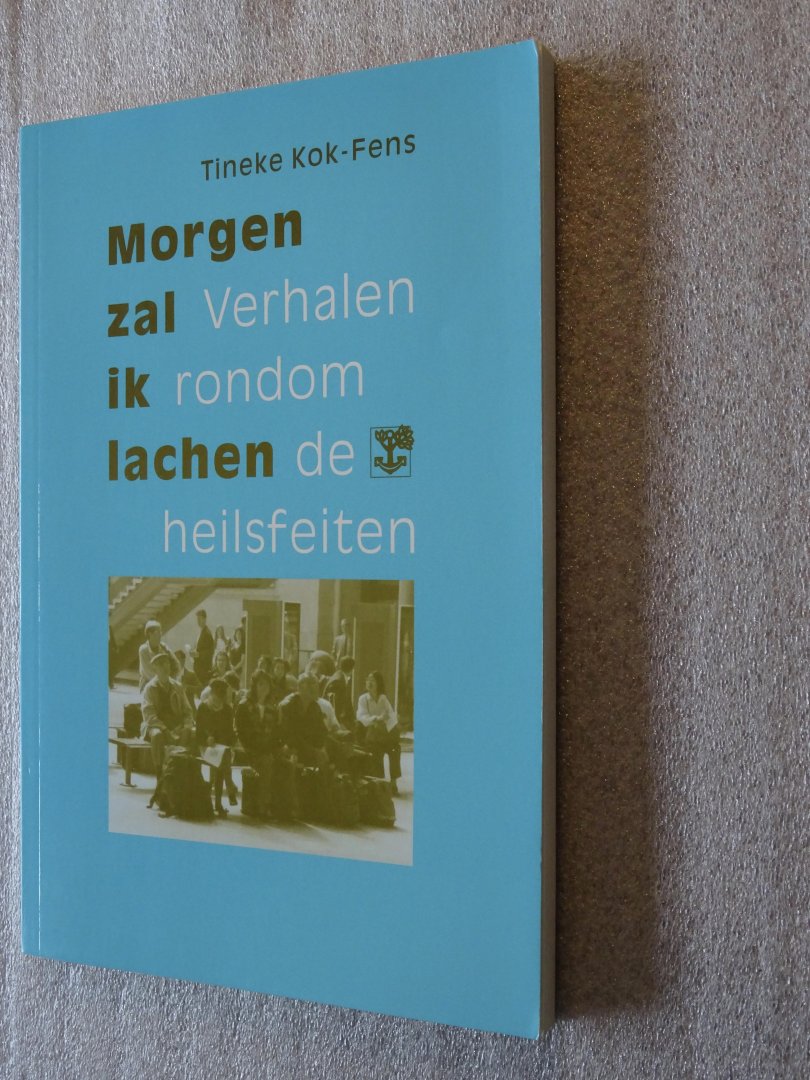 Tineke Kok-Fens
Morgen
zal Verhalen
ik rondom
lachen de
heilsfeiten